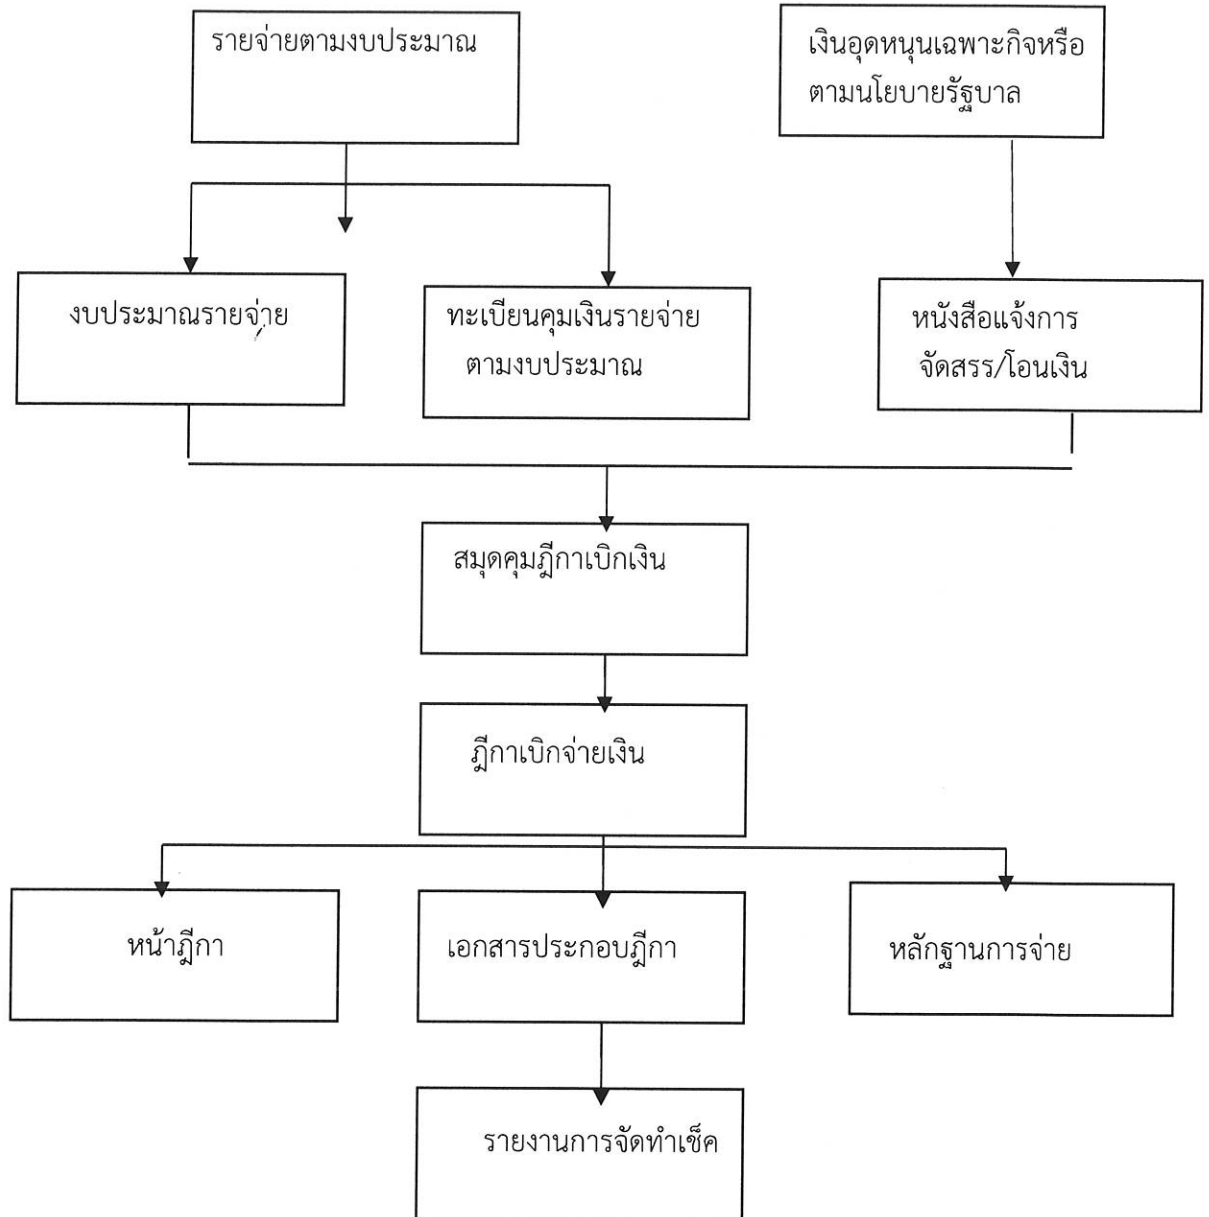 รายจ่ายตามงบประมาณ
เงินอุดหนุนเฉพาะกิจหรือ
ตามนโยบายรัฐบาล
งบประมาณรายจ่าย
ทะเบียนคุมเงินรายจ่าย
ตามงบประมาณ
หนังสือแจ้งการ
จัดสรร/โอนเงิน
สมุดคุมฎีกาเบิกเงิน
ฎีกาเบิกจ่ายเงิน
หน้าฎีกา
เอกสารประกอบฎีกา
หลักฐานการจ่าย
รายงานการจัดทำเช็ค